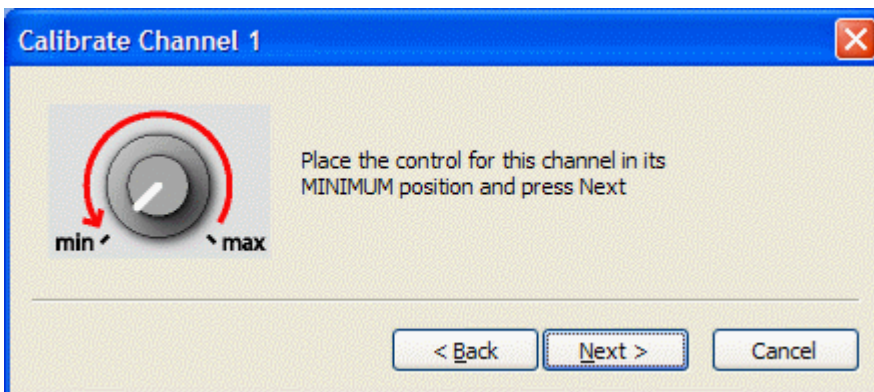 Calibrate Channel 1
Place the control for this channel in its
MINIMUM position and press Next
min
max
< Back
Next >
Cancel